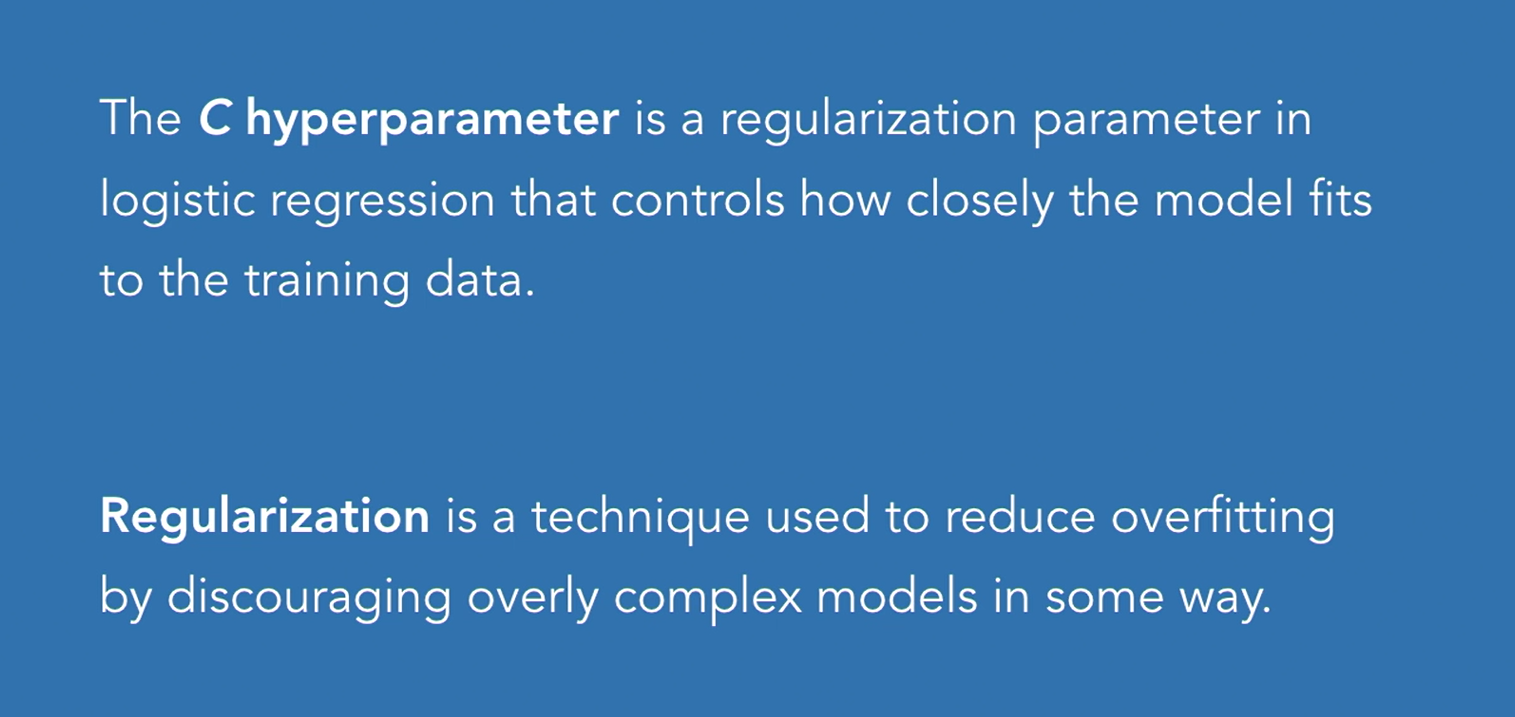 The C hyperparameter is a regularization parameter in
logistic regression that controls how closely the model fits
to the training data.
Regularization is a technique used to reduce overfitting
by discouraging overly complex models in some way.